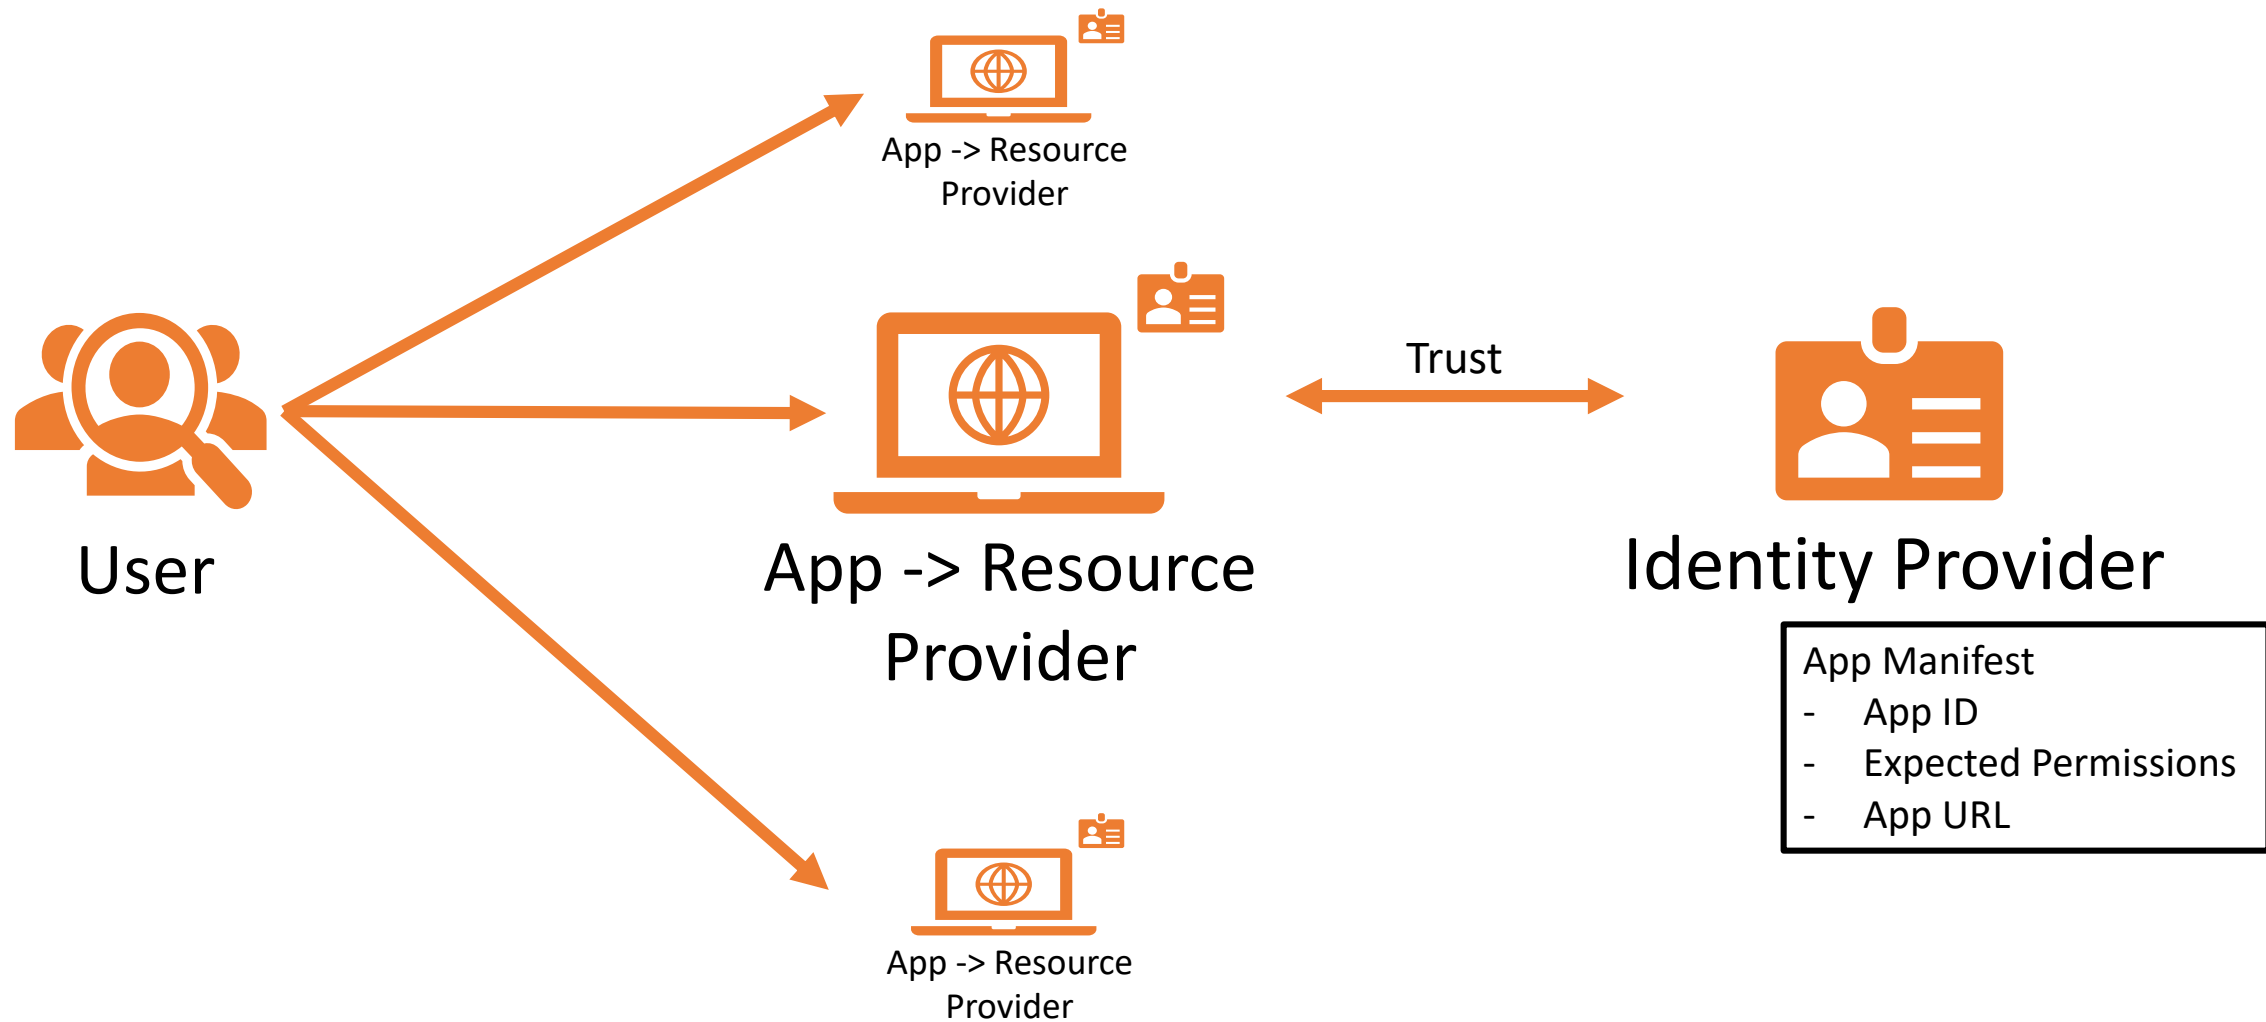 App -> Resource
Provider
User
App -> Resource
Provider
Trust
Identity Provider
App Manifest
- App ID
- Expected Permissions
- App URL
App -> Resource
Provider